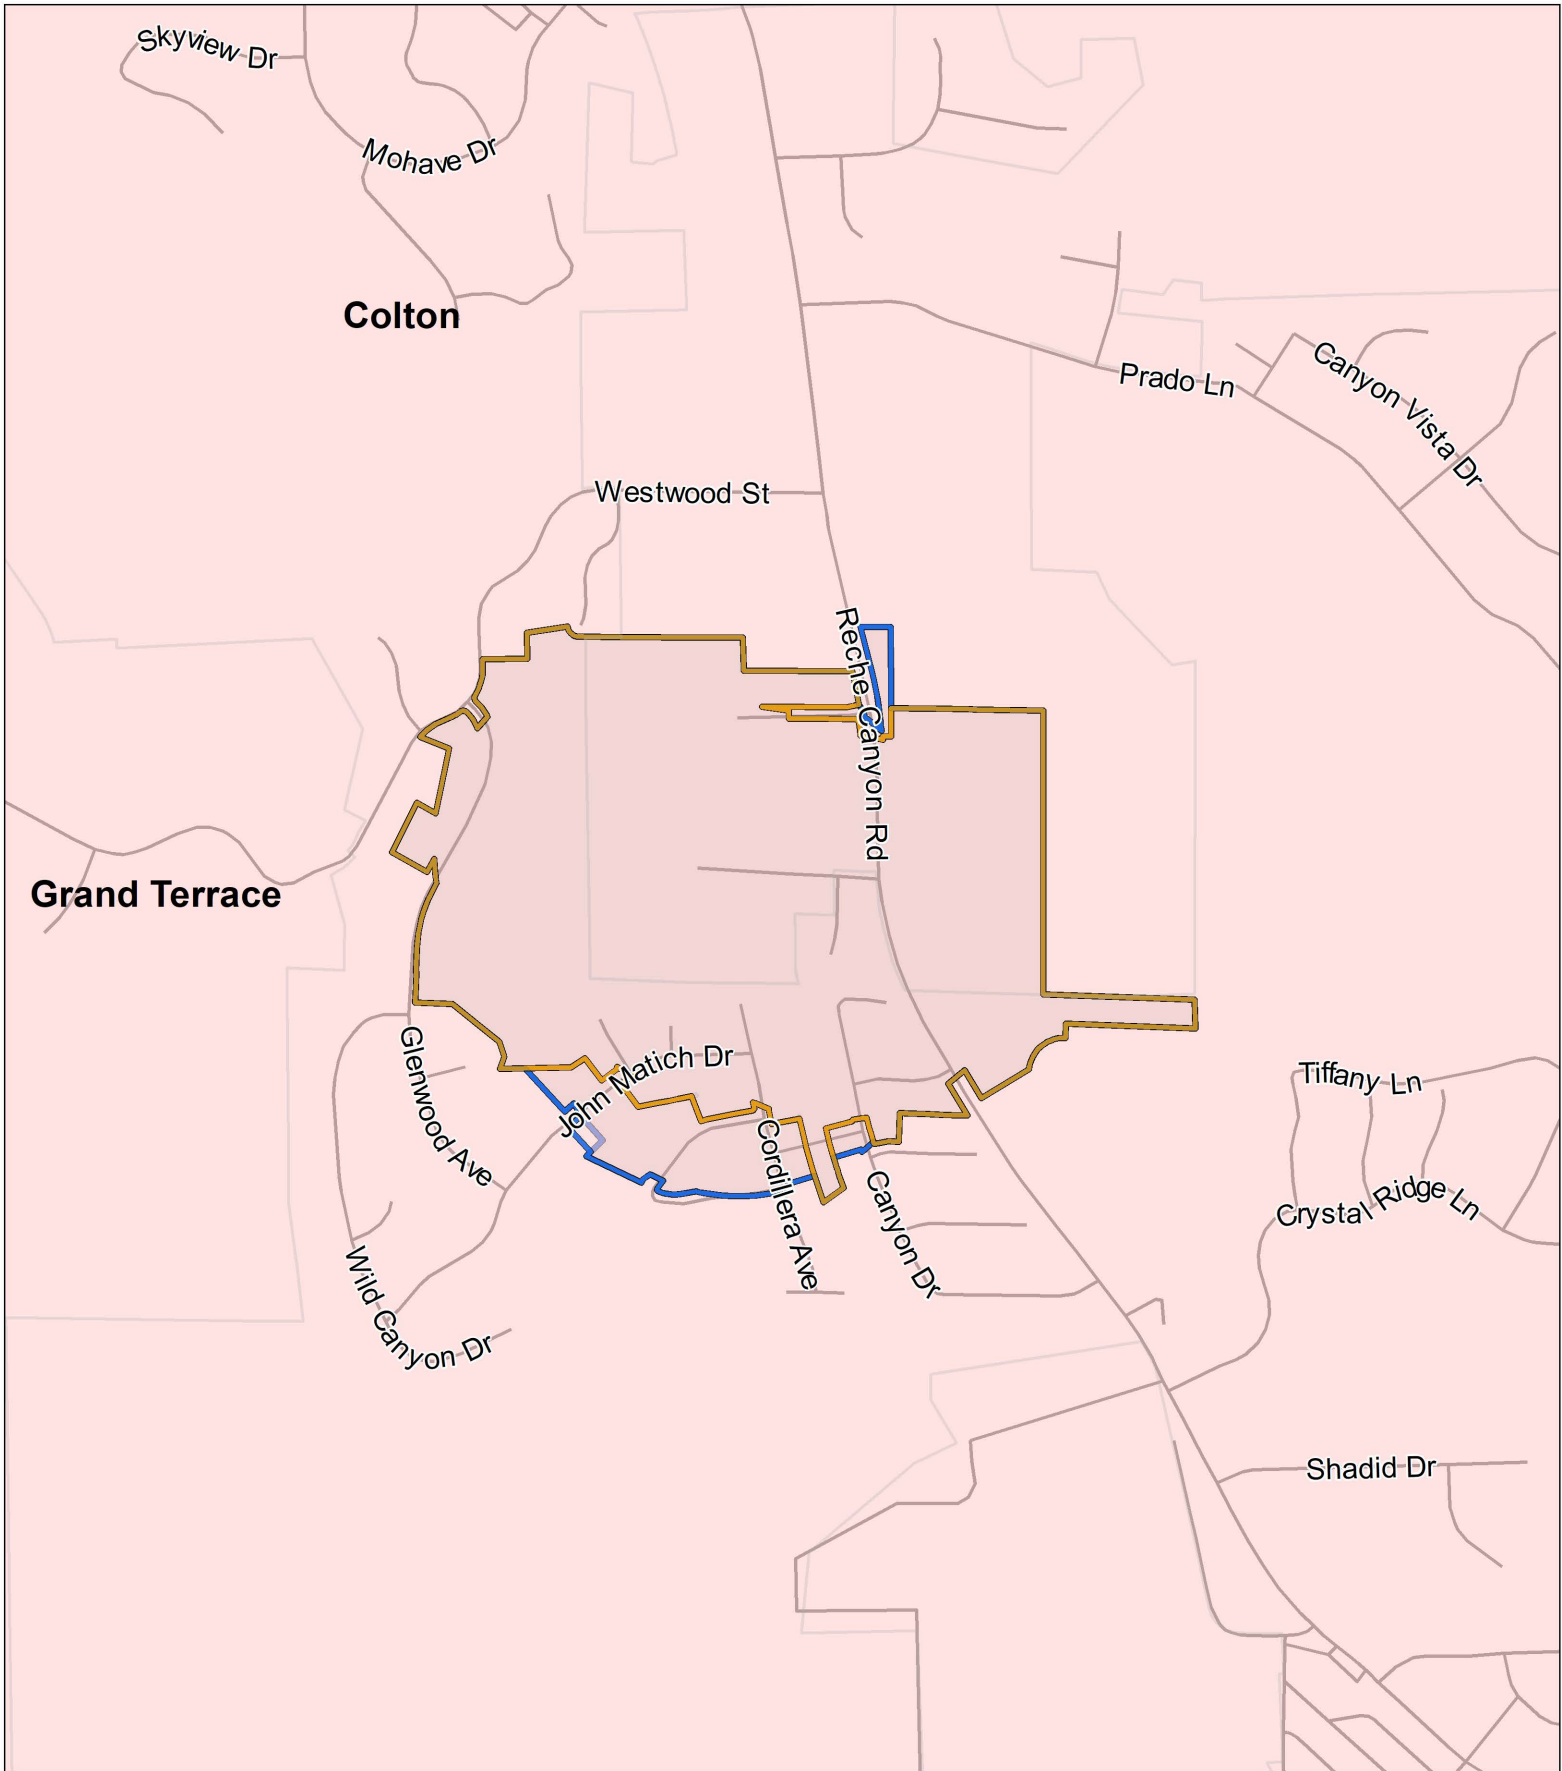 Skyview Dr
Mohave Dr
Colton
Canyon Vista Dr
Prado Ln
Westwood St
Reche Canyon Rd
Grand Terrace
John Matich Dr
Glenwood Ave
Tiffany Ln
Cordillera Ave
Canyon Dr
Crystal Ridge Ln
Wild Canyon Dr
Shadid Dr